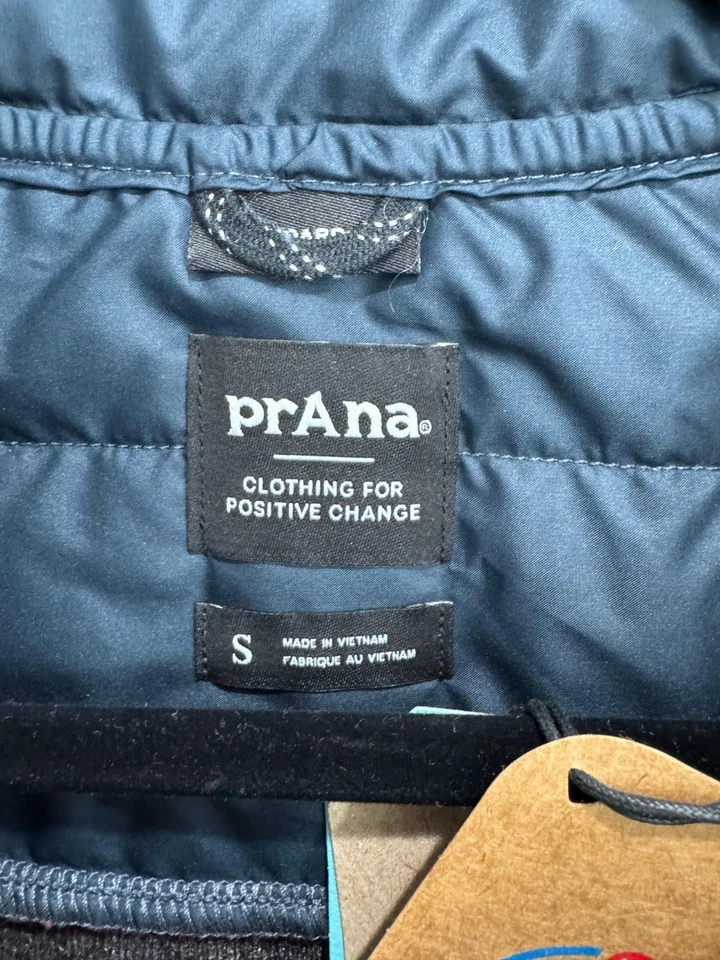 prAna®
CLOTHING FOR
POSITIVE CHANGE
S
MADE IN VIETNAM
FABRIQUE AU VIETNAM